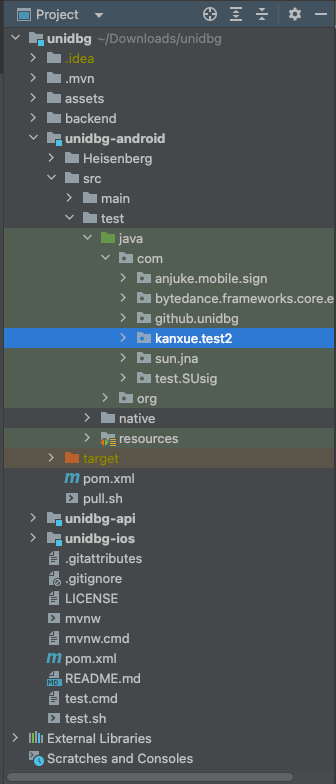 Project
unidbg ~/Downloads/unidbg
.idea
.mvn
assets
backend
unidbg-android
Heisenberg
src
main
test
java
com
anjuke.mobile.sign
bytedance.frameworks.core.e
github.unidbg
kanxue.test2
sun.jna
test.SUsig
org
native
resources
target
pom.xml
pull.sh
unidbg-api
unidbg-ios
.gitattributes
.gitignore
LICENSE
mvnw
mvnw.cmd
pom.xml
README.md
test.cmd
test.sh
External Libraries
Scratches and Consoles